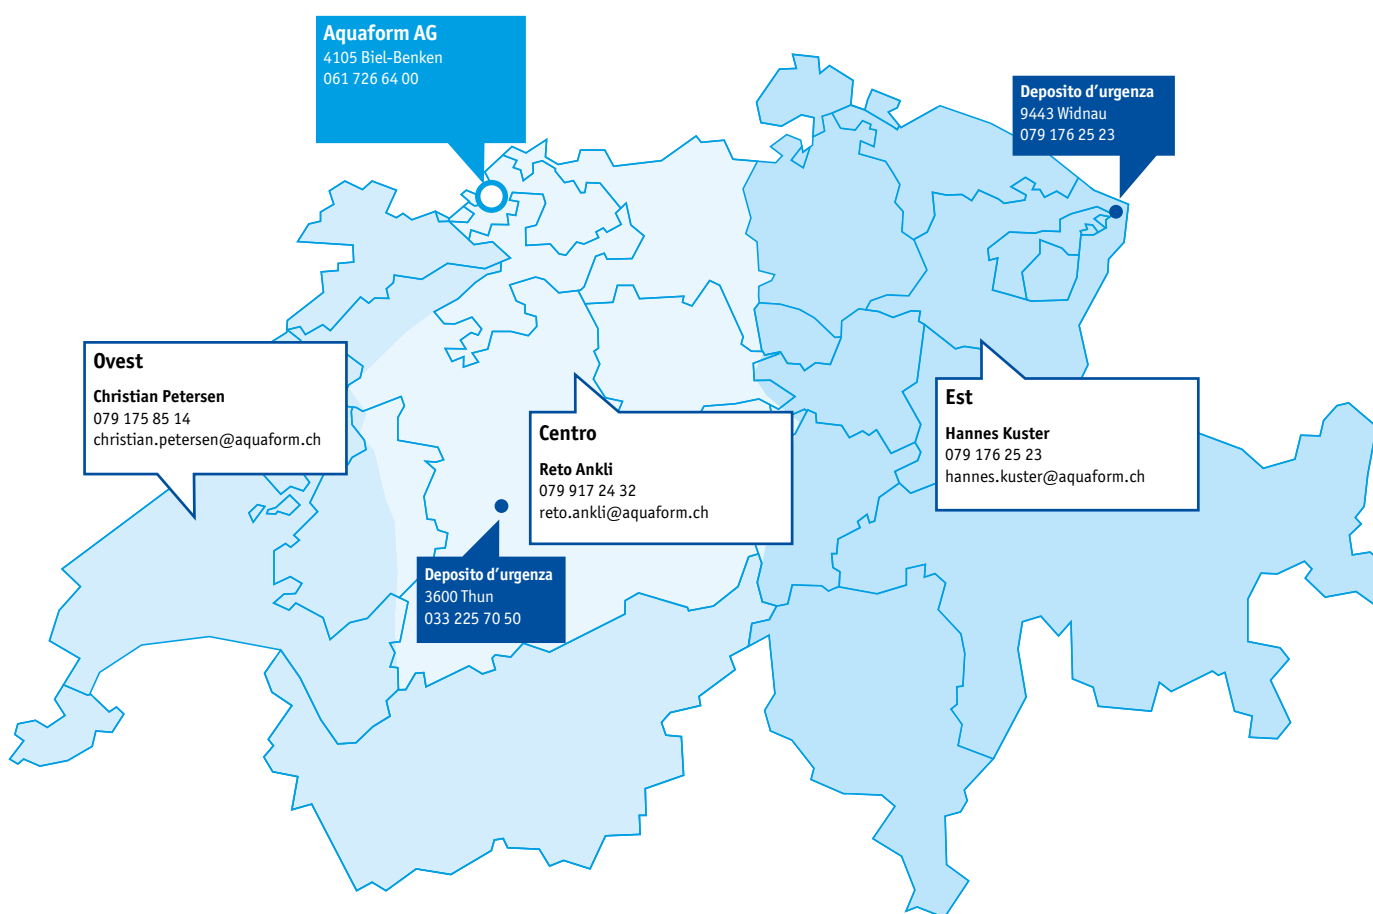 Aquaform AG
4105 Biel-Benken
061 726 64 00
Deposito d'urgenza
9443 Widnau
079 176 25 23
Ovest
Christian Petersen
079 175 85 14
christian.petersen@aquaform.ch
Centro
Reto Ankli
079 917 24 32
reto.ankli@aquaform.ch
Est
Hannes Kuster
079 176 25 23
hannes.kuster@aquaform.ch
Deposito d'urgenza
3600 Thun
033 225 70 50